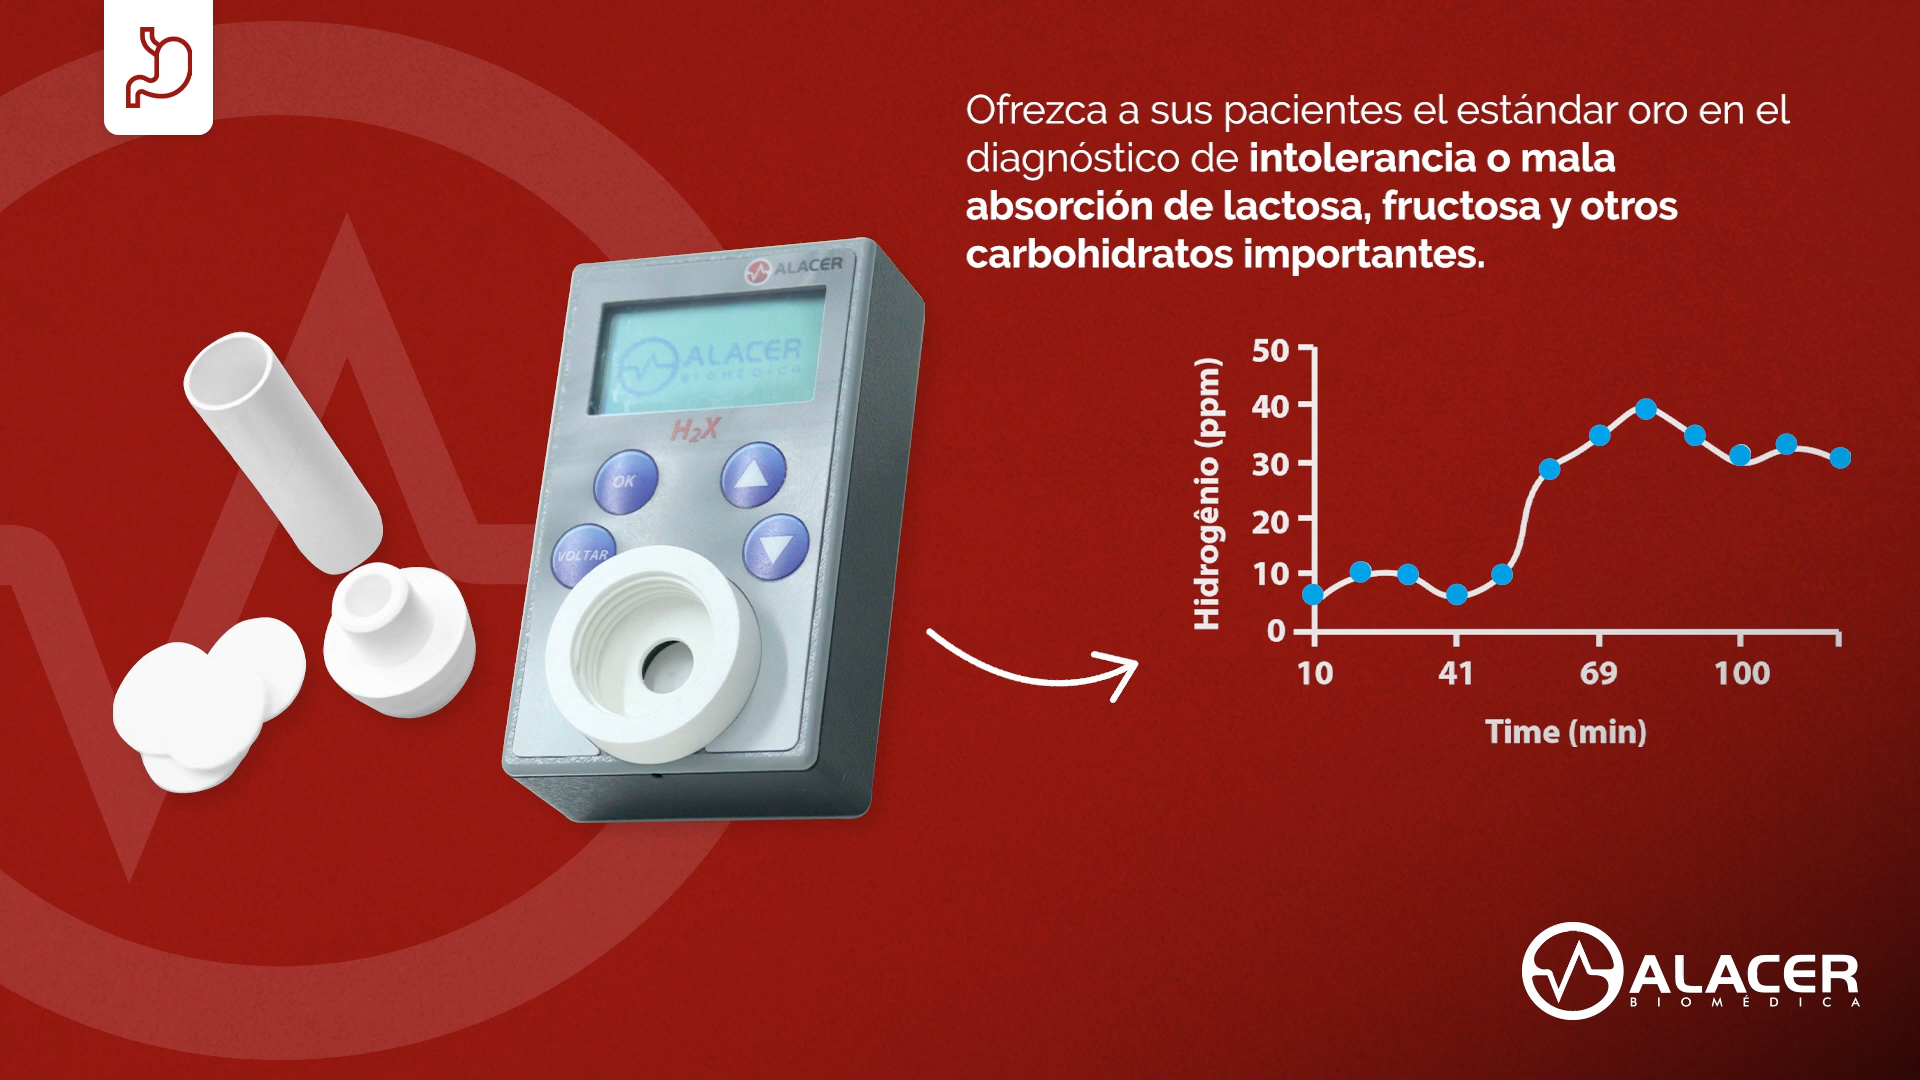 Ofrezca a sus pacientes el estándar oro en el
diagnóstico de intolerancia o mala
absorción de lactosa, fructosa y otros
carbohidratos importantes.
ALACER
ALACER
BIOMÉDICA
H2X
OK
VOLTAR
Hidrogênio (ppm)
50
40
30
20
10
0
10 41 69 100
Time (min)
ALACER
BIOMÉDICA